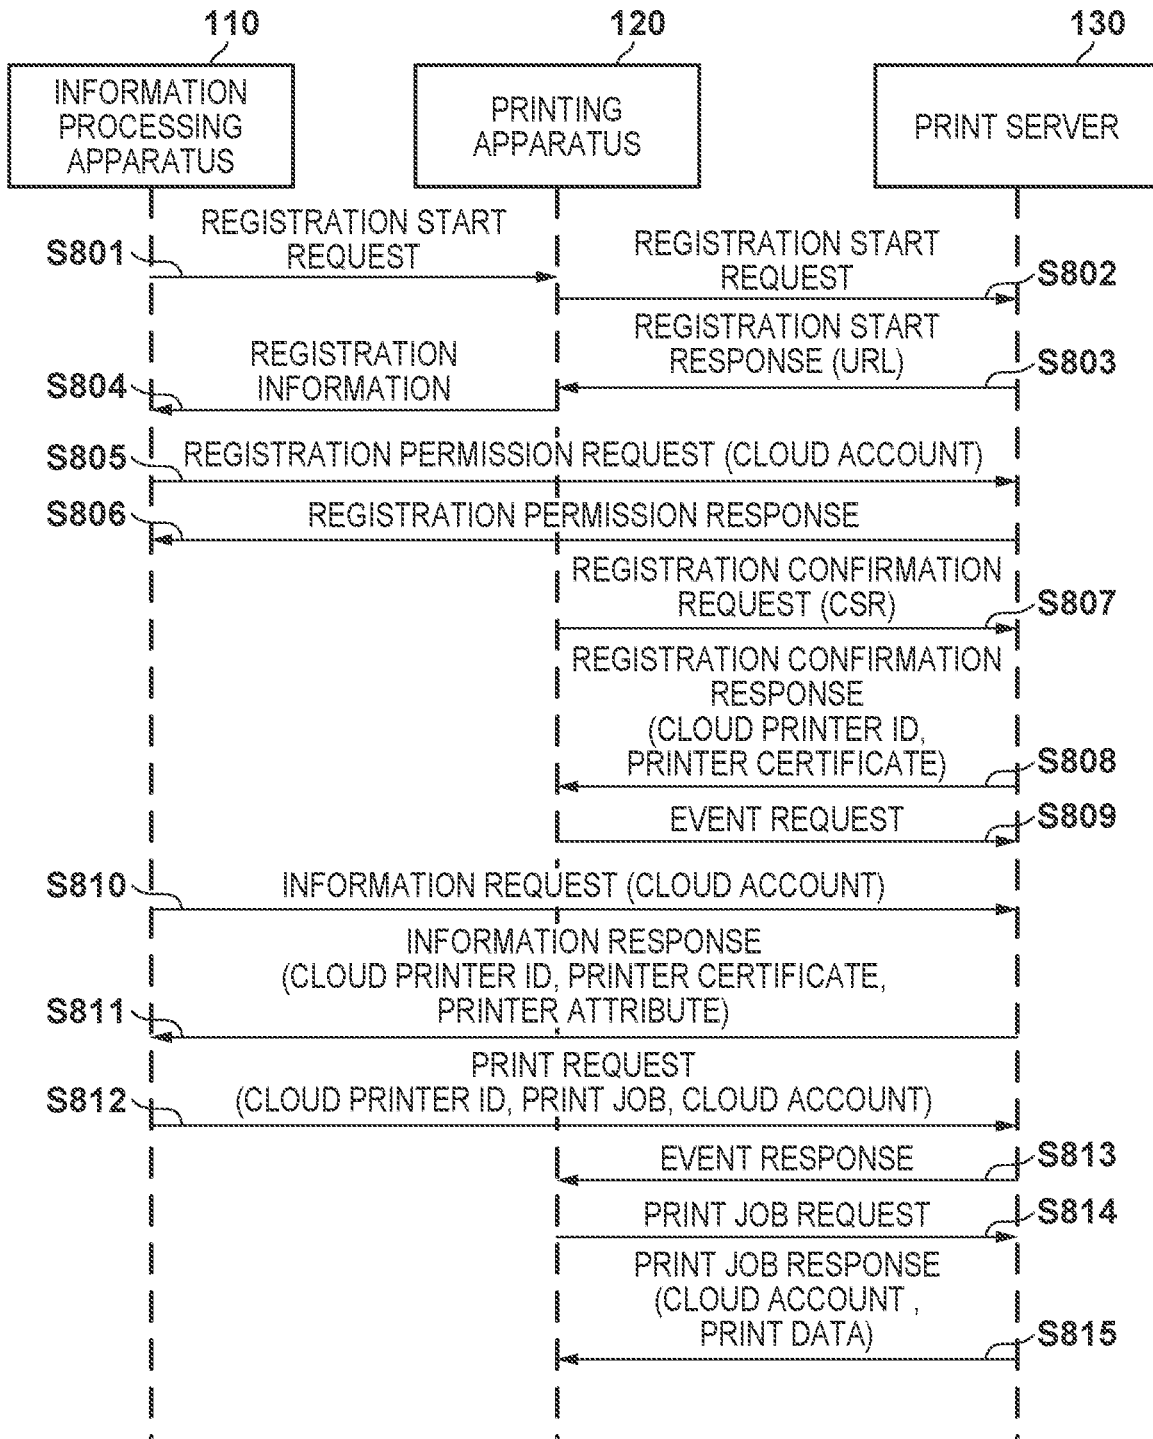 110
120
130
INFORMATION
PROCESSING
APPARATUS
PRINTING
APPARATUS
PRINT SERVER
REGISTRATION START
REQUEST
S801
REGISTRATION START
REQUEST
S802
REGISTRATION START
RESPONSE (URL)
S803
REGISTRATION
INFORMATION
S804
S805
REGISTRATION PERMISSION REQUEST (CLOUD ACCOUNT)
S806
REGISTRATION PERMISSION RESPONSE
REGISTRATION CONFIRMATION
REQUEST (CSR)
S807
REGISTRATION CONFIRMATION
RESPONSE
(CLOUD PRINTER ID,
PRINTER CERTIFICATE)
S808
EVENT REQUEST
S809
S810
INFORMATION REQUEST (CLOUD ACCOUNT)
INFORMATION RESPONSE
(CLOUD PRINTER ID, PRINTER CERTIFICATE,
PRINTER ATTRIBUTE)
S811
PRINT REQUEST
(CLOUD PRINTER ID, PRINT JOB, CLOUD ACCOUNT)
S812
EVENT RESPONSE
S813
PRINT JOB REQUEST
S814
PRINT JOB RESPONSE
(CLOUD ACCOUNT ,
PRINT DATA)
S815